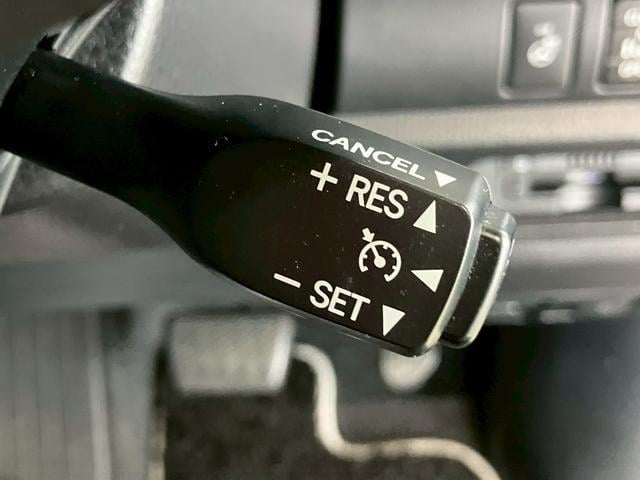 CANCEL ▼
+ RES ▲
◀
− SET ▼